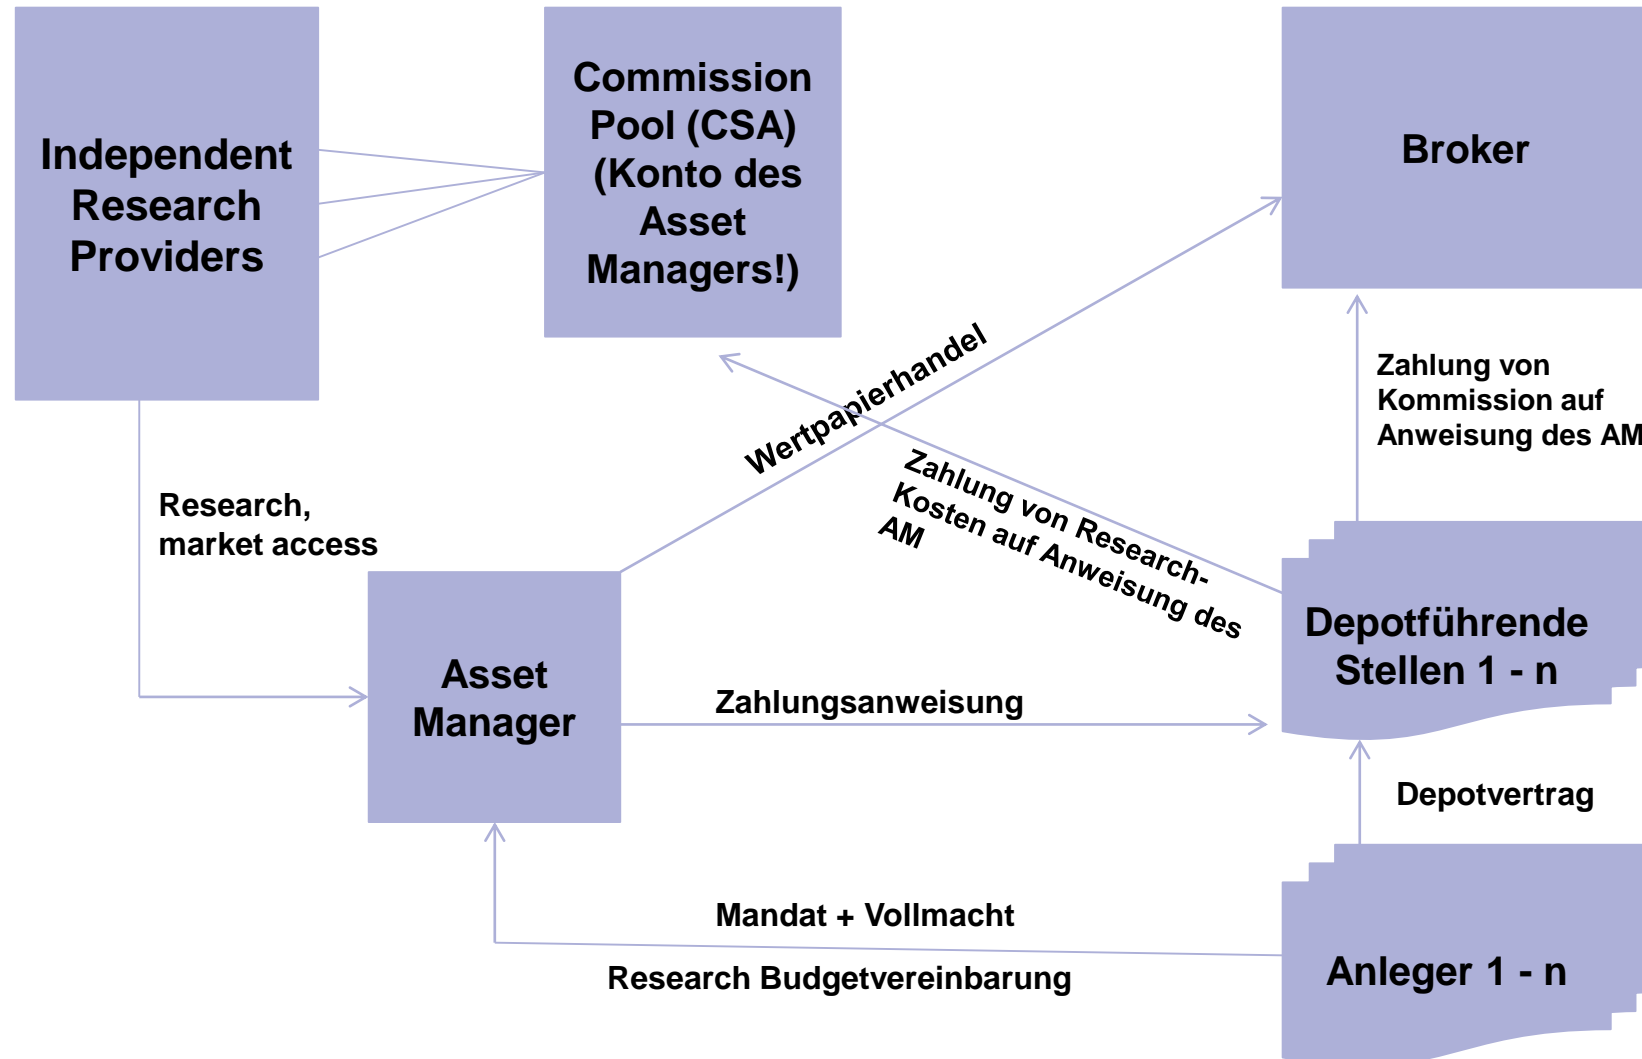 Independent
Research
Providers
Commission
Pool (CSA)
(Konto des
Asset
Managers!)
Broker
Wertpapierhandel
Zahlung von
Kommission auf
Anweisung des AM
Zahlung von Research-
Kosten auf Anweisung des
AM
Research,
market access
Depotführende
Stellen 1 - n
Asset
Manager
Zahlungsanweisung
Depotvertrag
Mandat + Vollmacht
Research Budgetvereinbarung
Anleger 1 - n